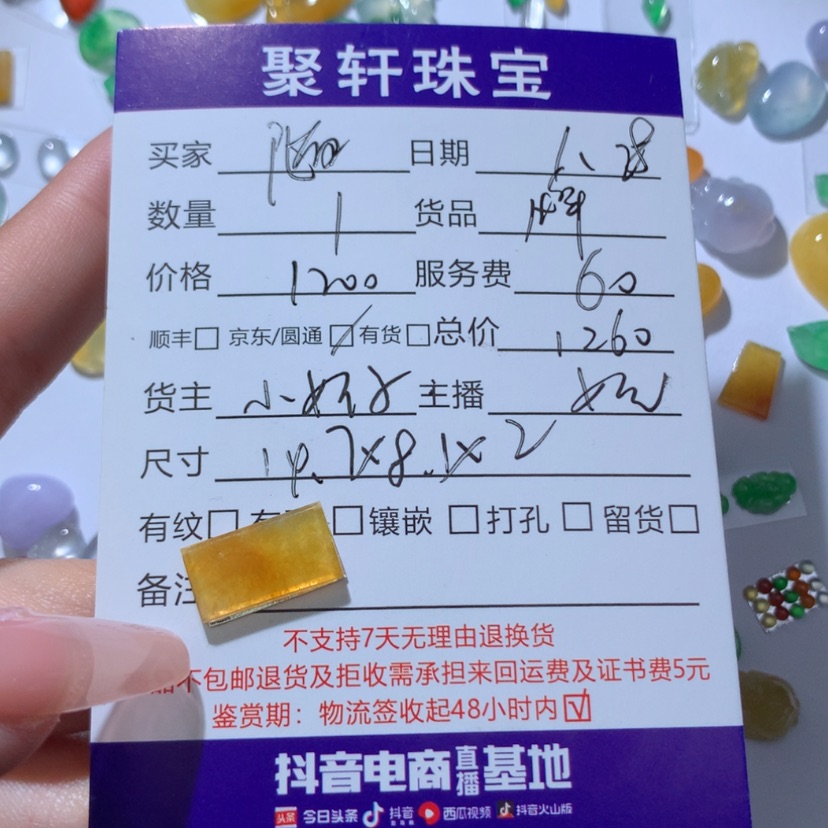 聚轩珠宝
买家 日期 1.28
数量 1 货品
价格 1200 服务费 60
顺丰□ 京东/圆通□ 有货□ 总价 1260
货主 主播
尺寸 14.7x8.1x2
有纹□ 有 □ 镶嵌 □ 打孔 □ 留货□
备注
不支持7天无理由退换货
不包邮退货及拒收需承担来回运费及证书费5元
鉴赏期：物流签收起48小时内☑
抖音电商直播基地
头条 今日头条 抖音 西瓜视频 抖音火山版